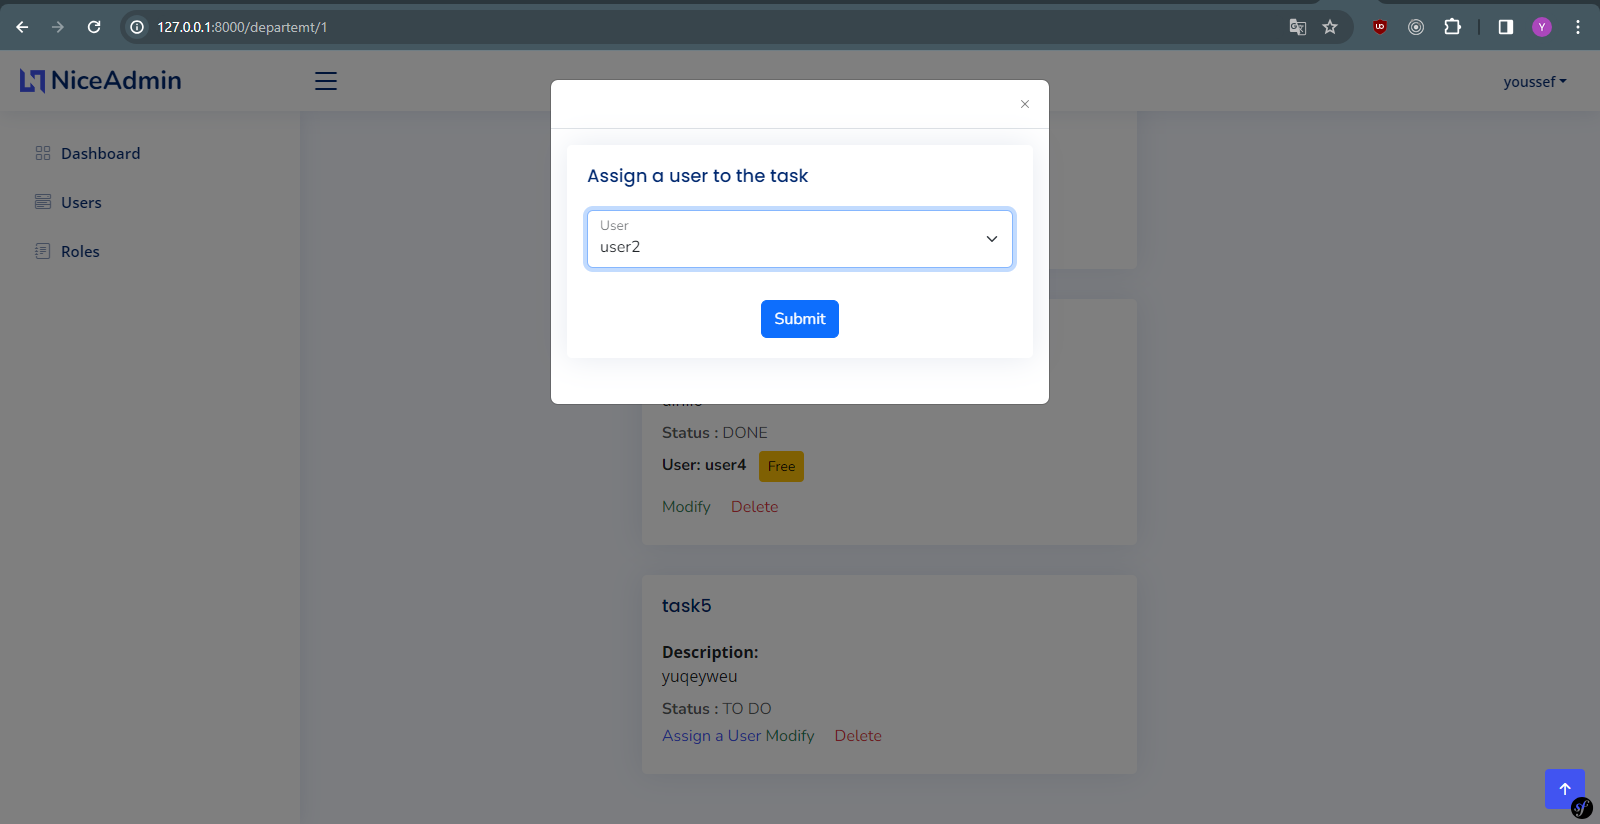 127.0.0.1:8000/departemt/1
Y
NiceAdmin
youssef
Dashboard
Users
Roles
×
Assign a user to the task
User
user2
Submit
Status : DONE
User: user4 Free
Modify Delete
task5
Description:
yuqeyweu
Status : TO DO
Assign a User Modify Delete
sf